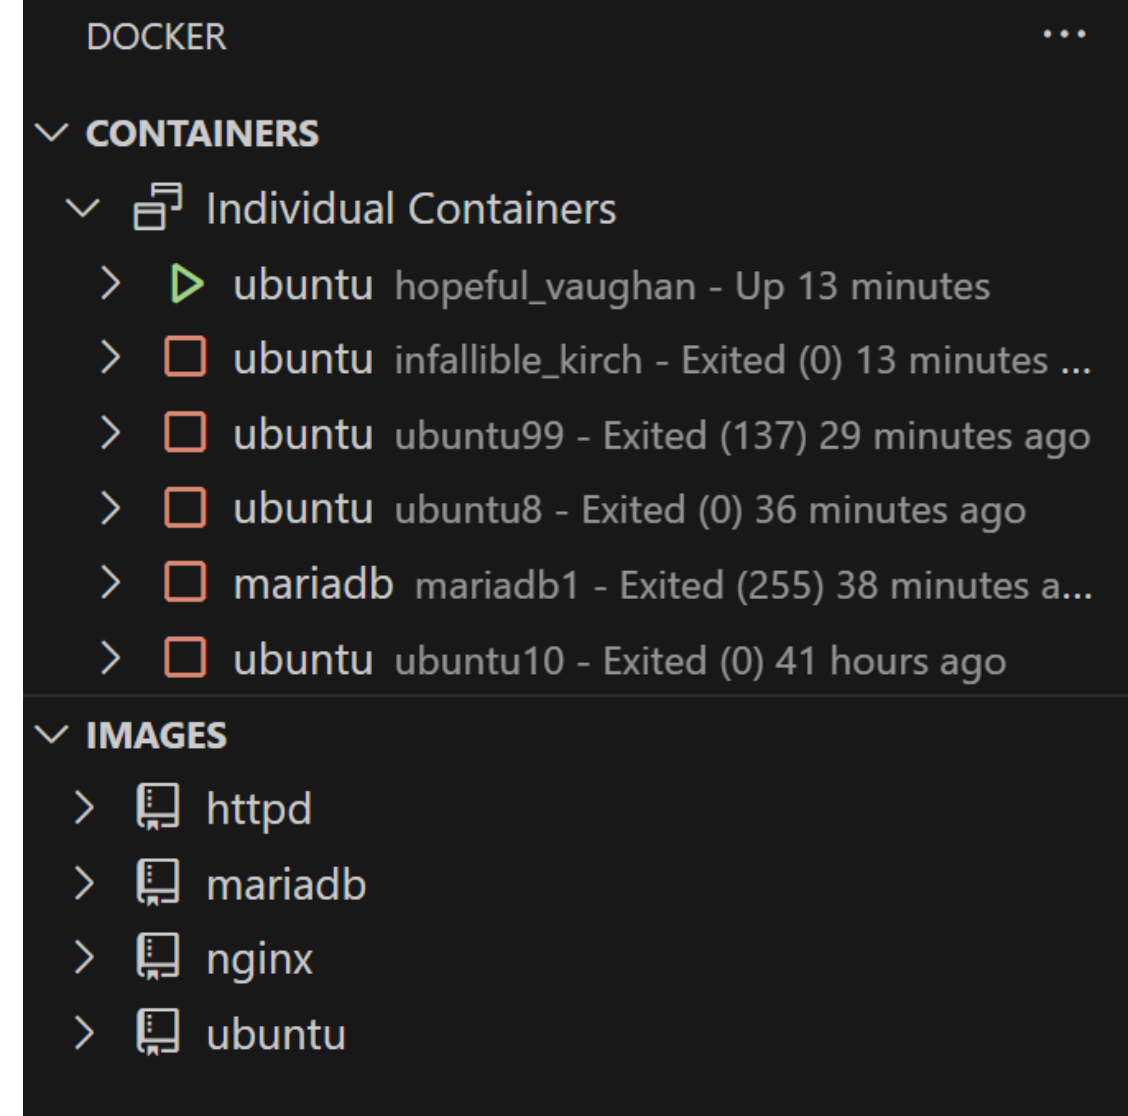 DOCKER ...
CONTAINERS
Individual Containers
ubuntu hopeful_vaughan - Up 13 minutes
ubuntu infallible_kirch - Exited (0) 13 minutes ...
ubuntu ubuntu99 - Exited (137) 29 minutes ago
ubuntu ubuntu8 - Exited (0) 36 minutes ago
mariadb mariadb1 - Exited (255) 38 minutes a...
ubuntu ubuntu10 - Exited (0) 41 hours ago
IMAGES
httpd
mariadb
nginx
ubuntu